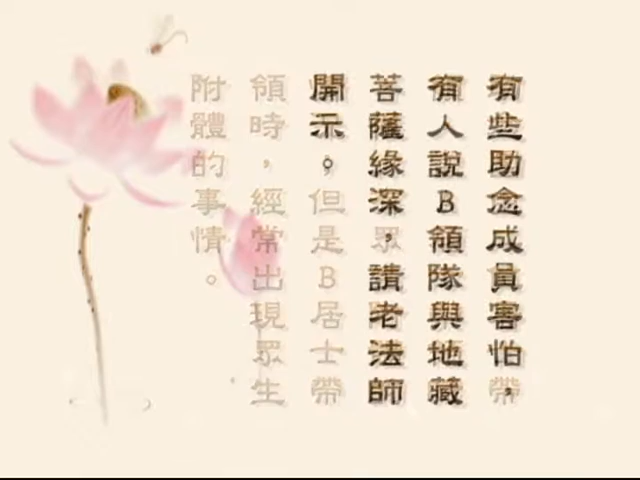 有些助念成員害怕，
有人說B領隊與地藏
菩薩緣深，請老法師
開示。但是B居士帶
領時，經常出現眾生
附體的事情。